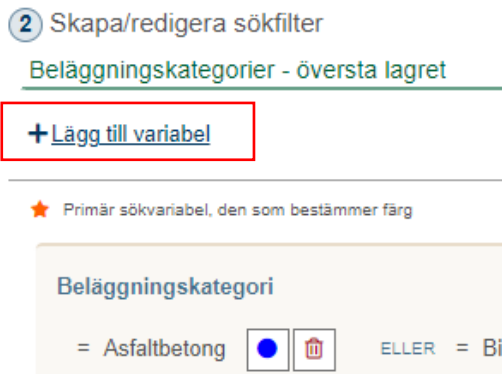 2 Skapa/redigera sökfilter
Beläggningskategorier - översta lagret
+ Lägg till variabel
Primär sökvariabel, den som bestämmer färg
Beläggningskategori
= Asfaltbetong ELLER = Bi